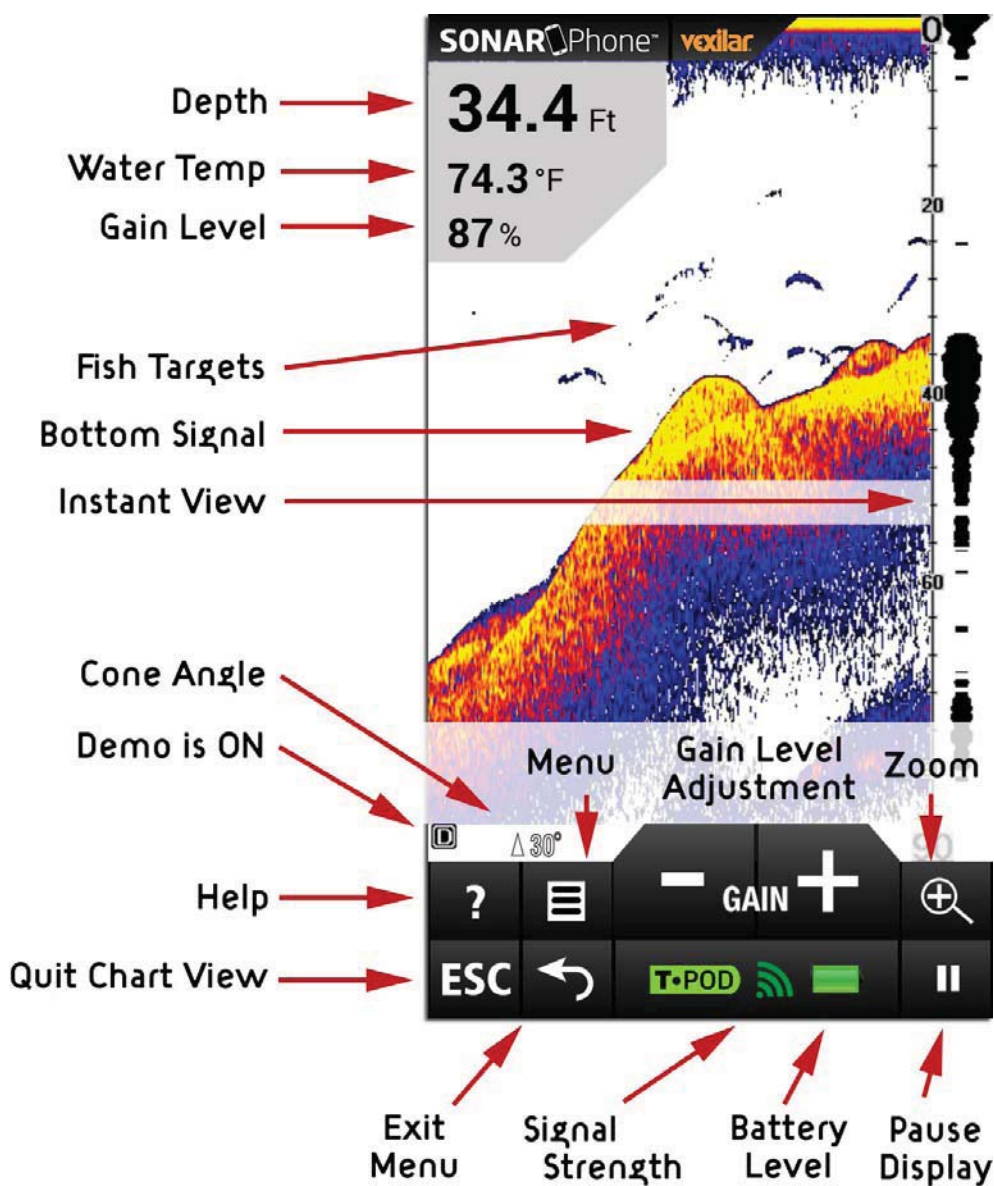 SONAR Phone™ vexilar
0
Depth
34.4 Ft
Water Temp
74.3 °F
Gain Level
87 %
20
Fish Targets
Bottom Signal
40
Instant View
60
Cone Angle
Demo is ON
Menu
Gain Level
Adjustment
Zoom
D
30°
90
Help
?
- GAIN +
Quit Chart View
ESC
T•POD
Exit
Menu
Signal
Strength
Battery
Level
Pause
Display